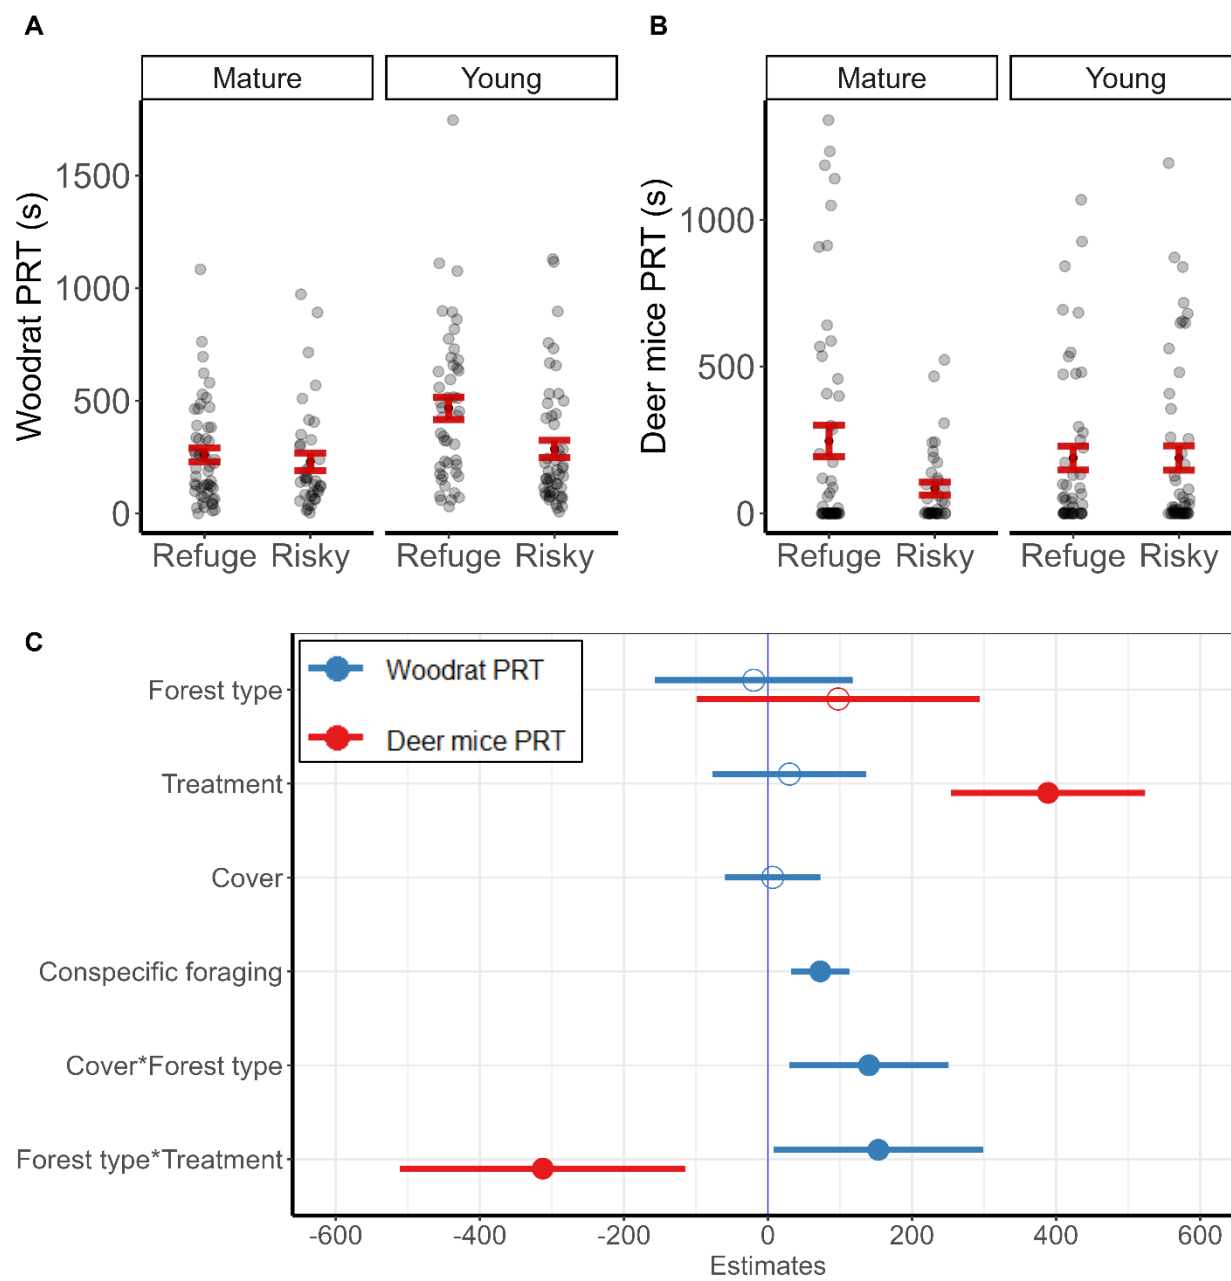 A
B
Mature
Young
Mature
Young
Woodrat PRT (s)
1500
1000
500
0
Refuge
Risky
Refuge
Risky
Deer mice PRT (s)
1000
500
0
Refuge
Risky
Refuge
Risky
C
Woodrat PRT
Deer mice PRT
Forest type
Treatment
Cover
Conspecific foraging
Cover*Forest type
Forest type*Treatment
-600
-400
-200
0
200
400
600
Estimates